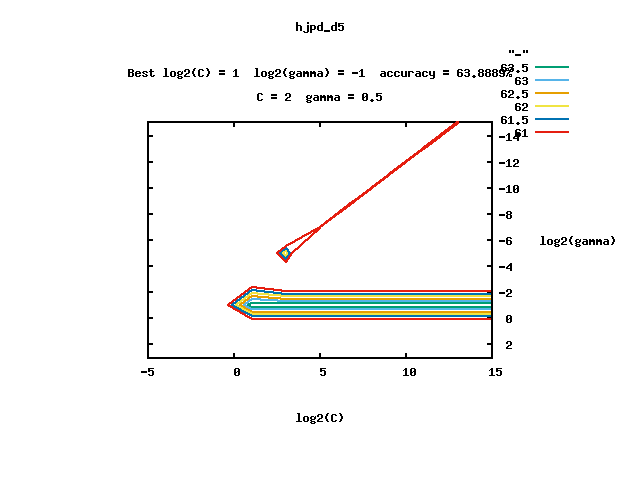 hjpd_d5
"-"
Best log2(C) = 1  log2(gamma) = -1  accuracy = 63.8889%
63.5
63
62.5
C = 2  gamma = 0.5
62
61.5
61
-14
-12
-10
-8
-6
log2(gamma)
-4
-2
0
2
-5 0 5 10 15
log2(C)